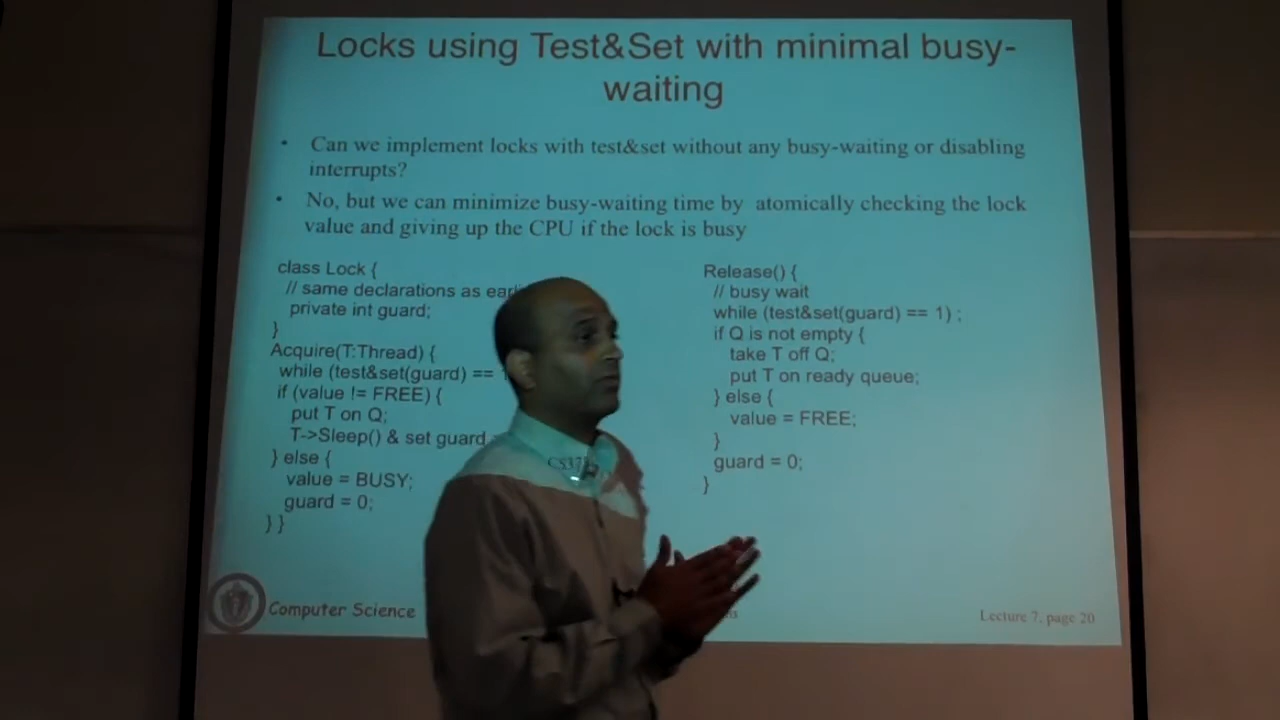 Locks using Test&Set with minimal busy-
waiting
• Can we implement locks with test&set without any busy-waiting or disabling
interrupts?
• No, but we can minimize busy-waiting time by atomically checking the lock
value and giving up the CPU if the lock is busy
class Lock {
// same declarations as
private int guard;
}
Acquire(T:Thread) {
while (test&set(guard) ==
if (value != FREE) {
put T on Q;
T->Sleep() & set guard
} else {
value = BUSY;
guard = 0;
} }
Release() {
// busy wait
while (test&set(guard) == 1) ;
if Q is not empty {
take T off Q;
put T on ready queue;
} else {
value = FREE;
}
guard = 0;
}
Computer Science
Lecture 7, page 20